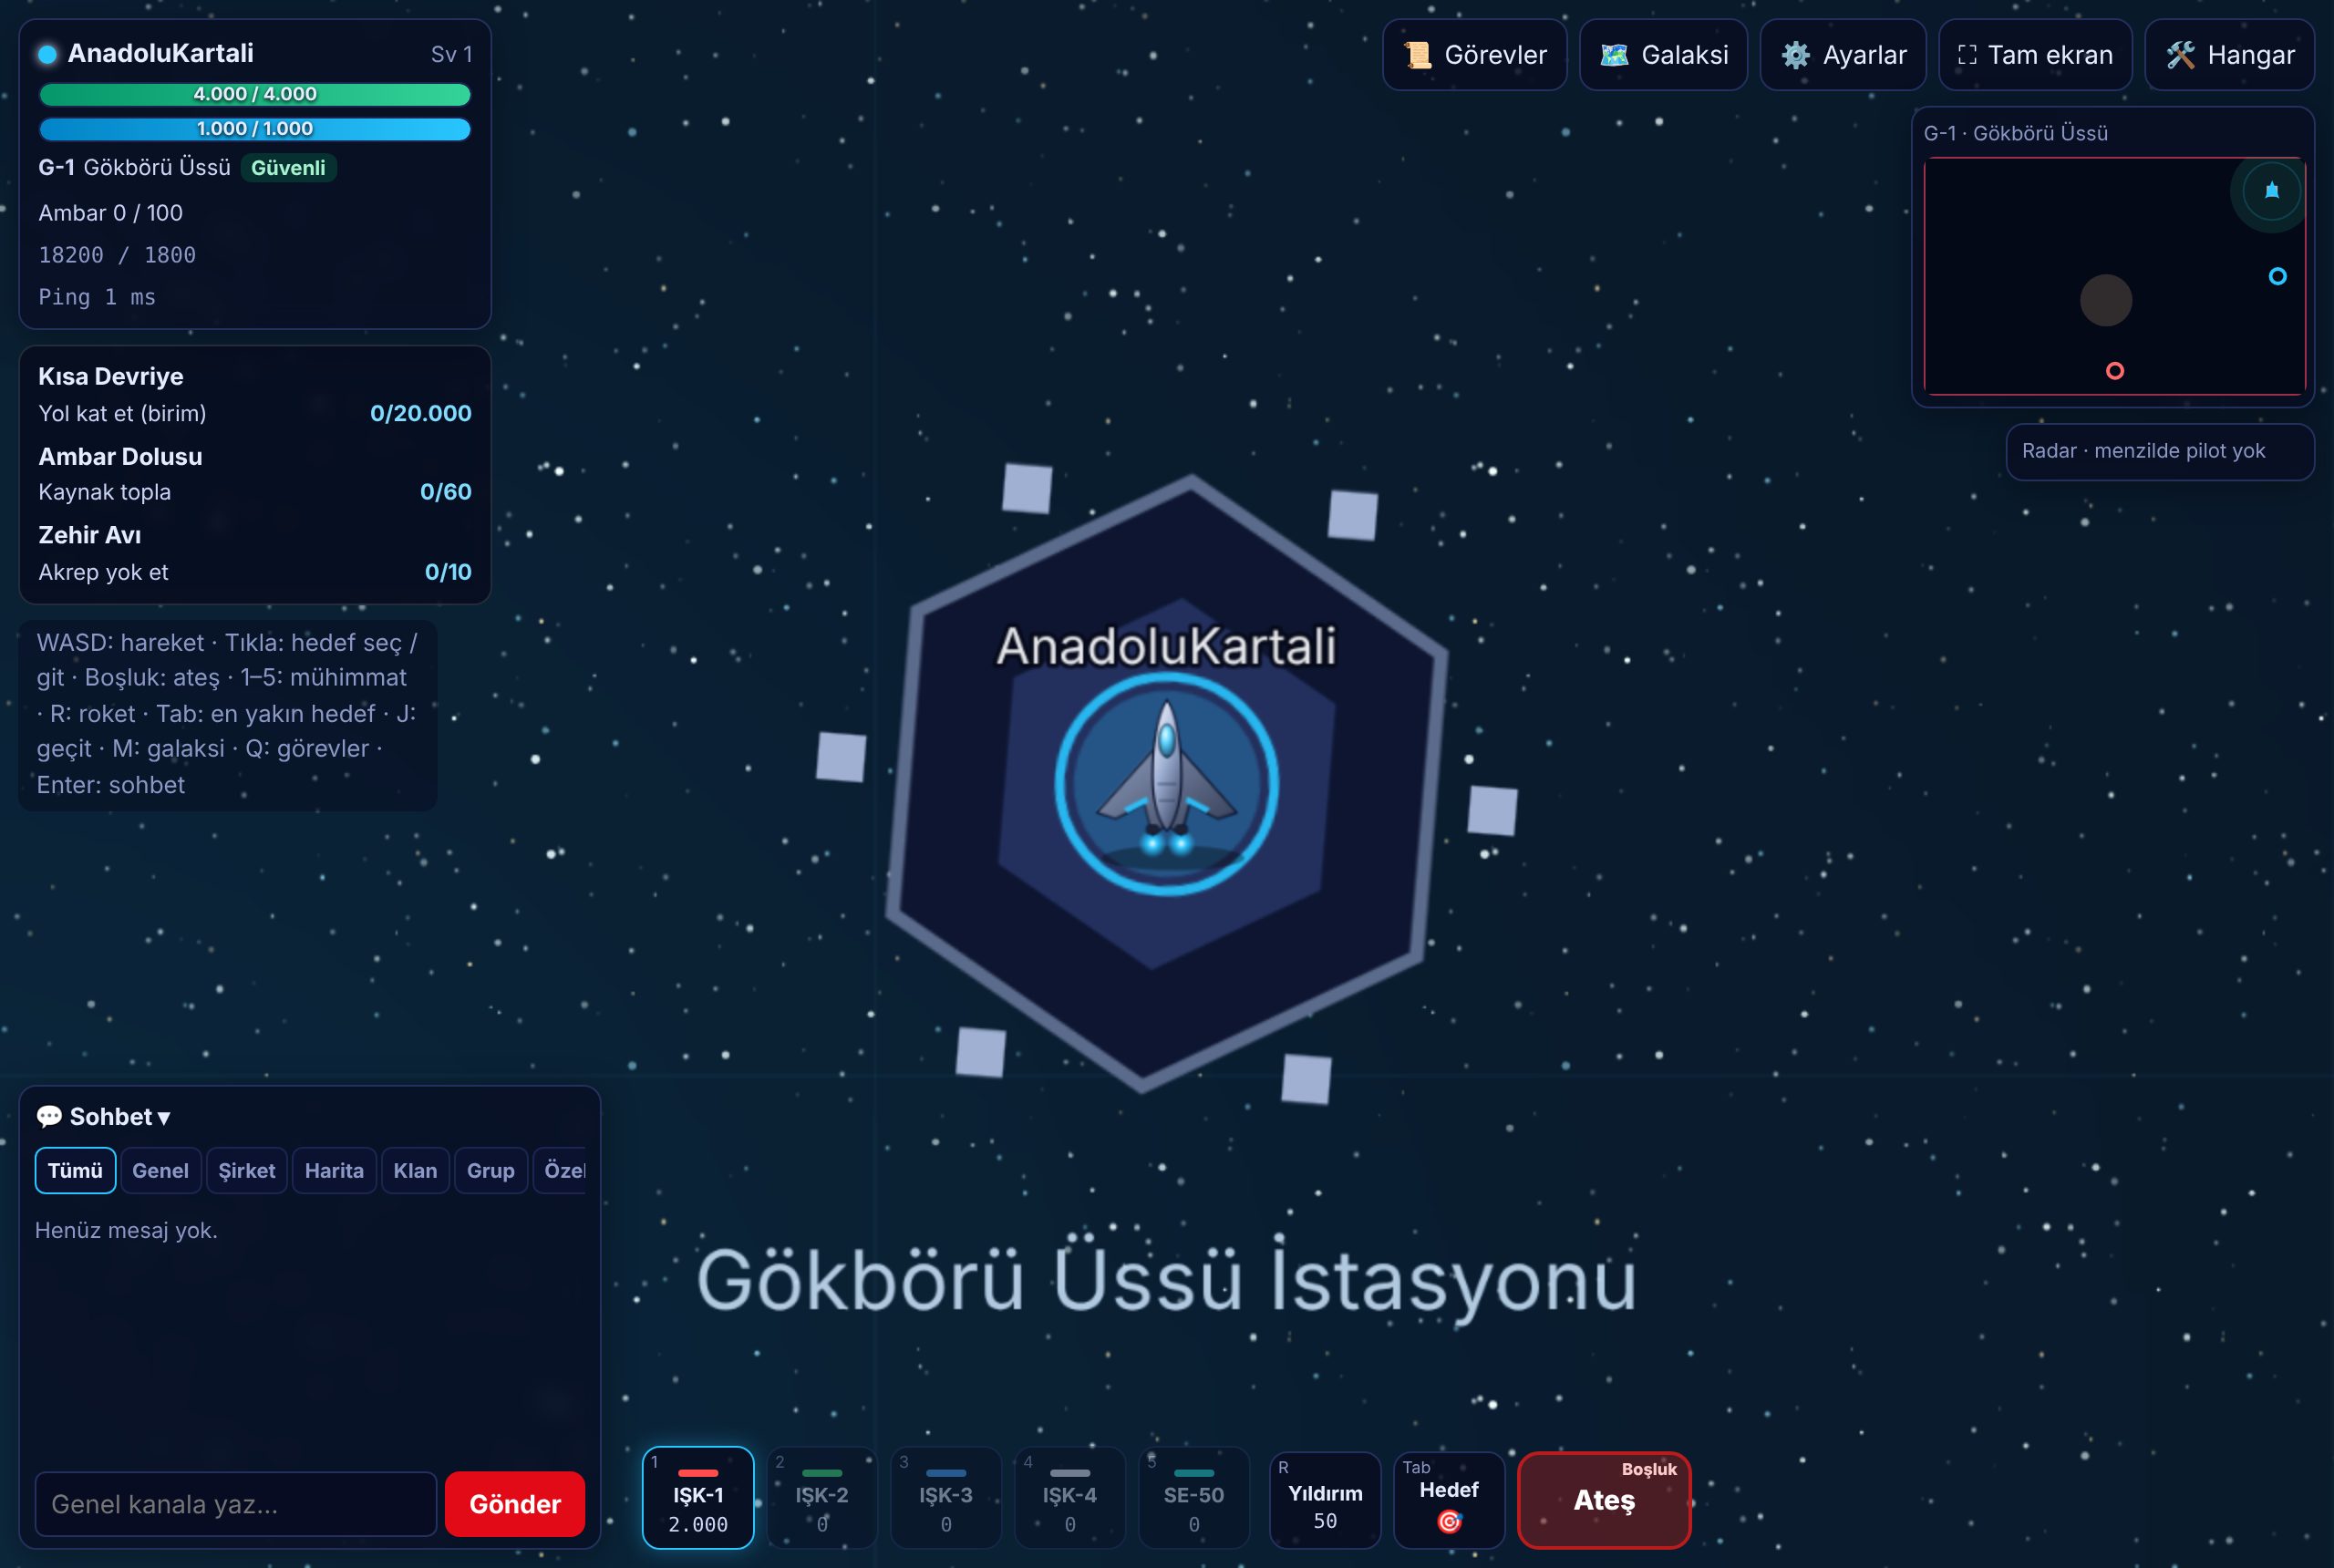 AnadoluKartali Sv 1
4.000 / 4.000
1.000 / 1.000
G-1 Gökbörü Üssü Güvenli
Ambar 0 / 100
18200 / 1800
Ping 1 ms
Görevler
Galaksi
Ayarlar
Tam ekran
Hangar
G-1 · Gökbörü Üssü
Radar · menzilde pilot yok
Kısa Devriye
Yol kat et (birim) 0/20.000
Ambar Dolusu
Kaynak topla 0/60
Zehir Avı
Akrep yok et 0/10
WASD: hareket · Tıkla: hedef seç /
git · Boşluk: ateş · 1–5: mühimmat
· R: roket · Tab: en yakın hedef · J:
geçit · M: galaksi · Q: görevler ·
Enter: sohbet
AnadoluKartali
Gökbörü Üssü İstasyonu
Sohbet ▾
Tümü Genel Şirket Harita Klan Grup Özel
Henüz mesaj yok.
Genel kanala yaz...
Gönder
1
IŞK-1
2.000
2
IŞK-2
0
3
IŞK-3
0
4
IŞK-4
0
5
SE-50
0
R
Yıldırım
50
Tab
Hedef
Boşluk
Ateş